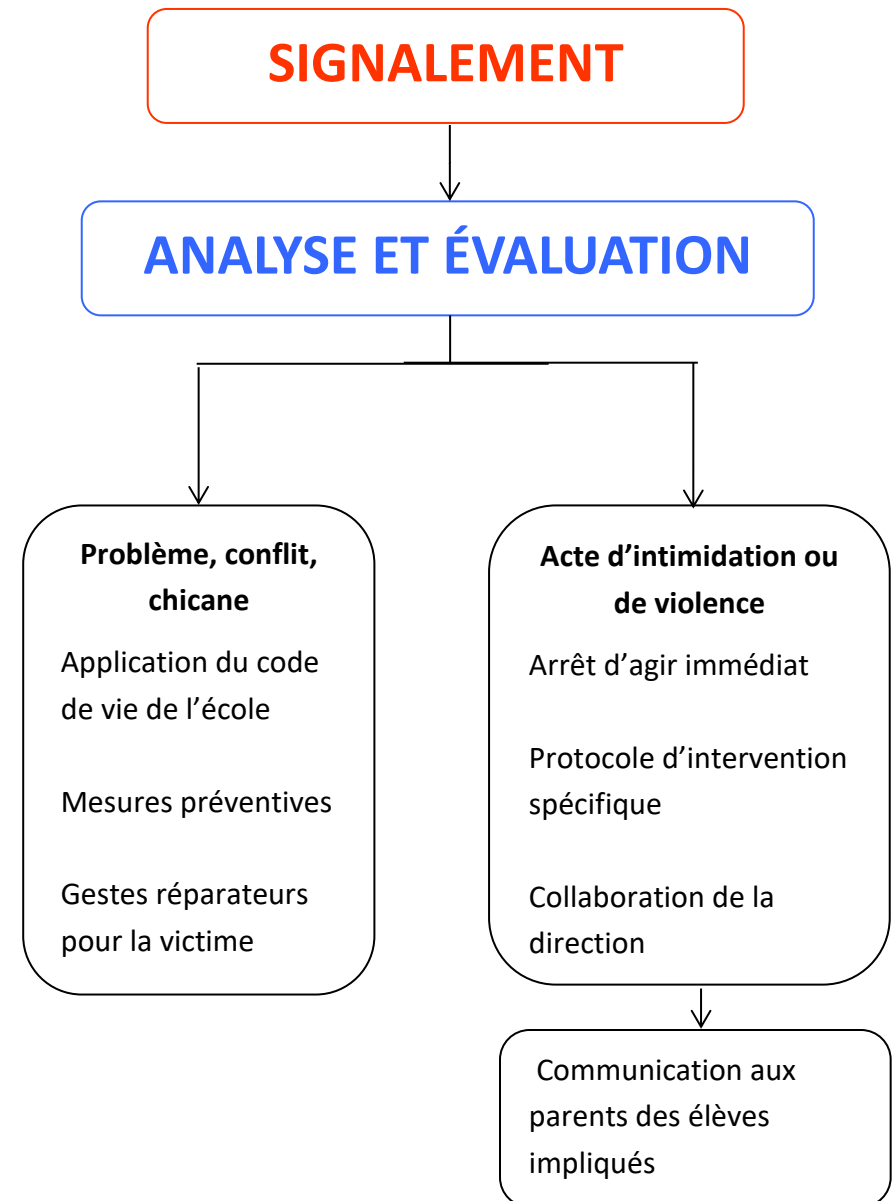 SIGNALEMENT
ANALYSE ET ÉVALUATION
Problème, conflit,
chicane
Application du code
de vie de l’école
Mesures préventives
Gestes réparateurs
pour la victime
Acte d’intimidation ou
de violence
Arrêt d’agir immédiat
Protocole d’intervention
spécifique
Collaboration de la
direction
Communication aux
parents des élèves
impliqués